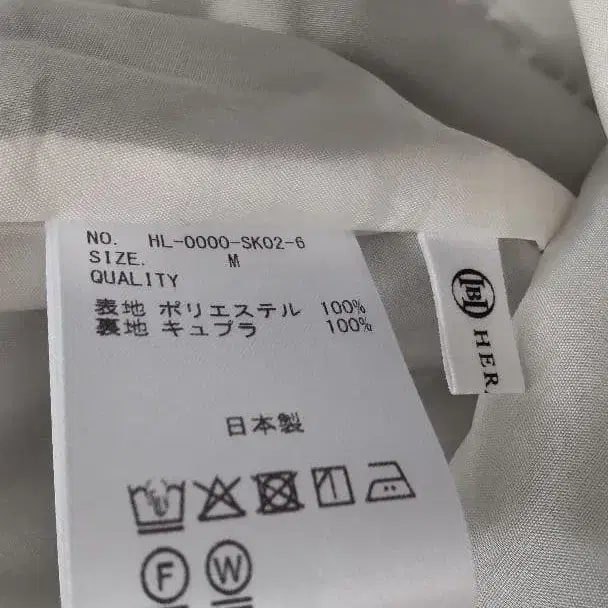 NO. HL-0000-SK02-6
SIZE. M
QUALITY
表地 ポリエステル 100%
裏地 キュプラ 100%
日本製
F W
HER